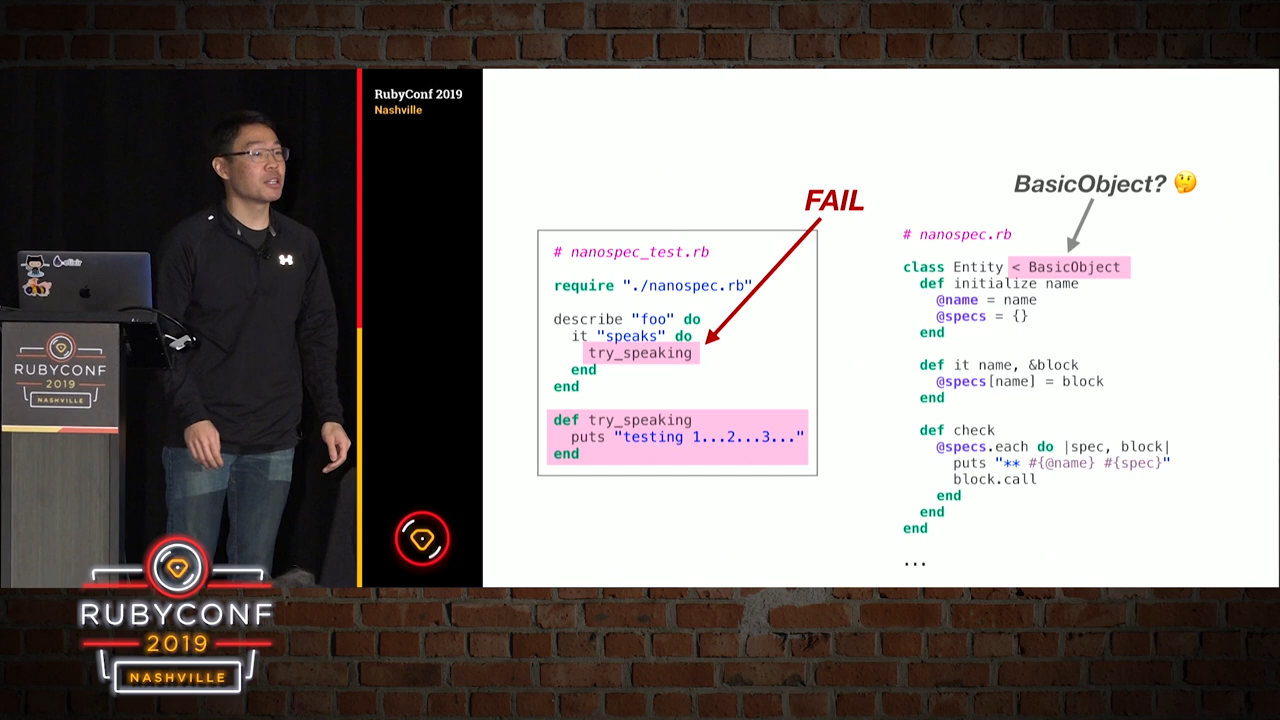 RubyConf 2019
Nashville
elixir
RUBYCONF
2019
NASHVILLE
FAIL
# nanospec_test.rb
require "./nanospec.rb"
describe "foo" do
it "speaks" do
try_speaking
end
end
def try_speaking
puts "testing 1...2...3..."
end
BasicObject? 🤔
# nanospec.rb
class Entity < BasicObject
def initialize name
@name = name
@specs = {}
end
def it name, &block
@specs[name] = block
end
def check
@specs.each do |spec, block|
puts "** #{@name} #{spec}"
block.call
end
end
end
...
RUBYCONF
2019
NASHVILLE